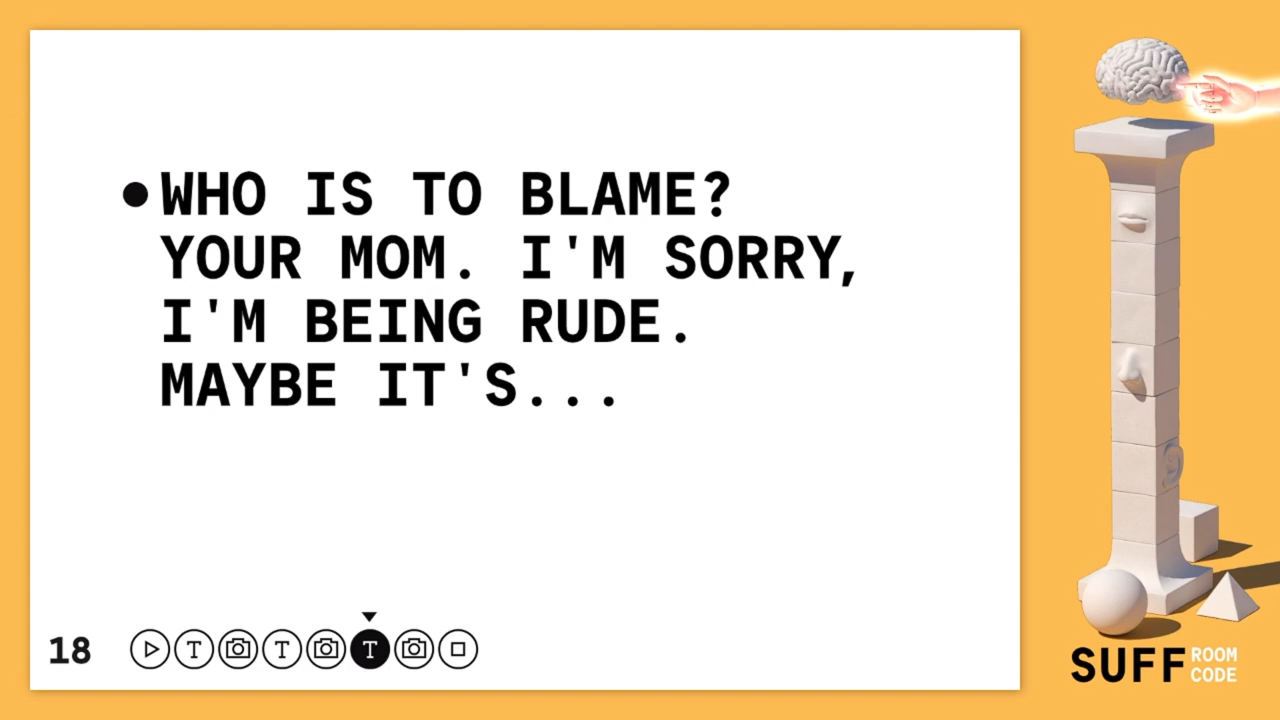 WHO IS TO BLAME?
YOUR MOM. I'M SORRY,
I'M BEING RUDE.
MAYBE IT'S...
18
T
T
T
SUFF ROOM
CODE